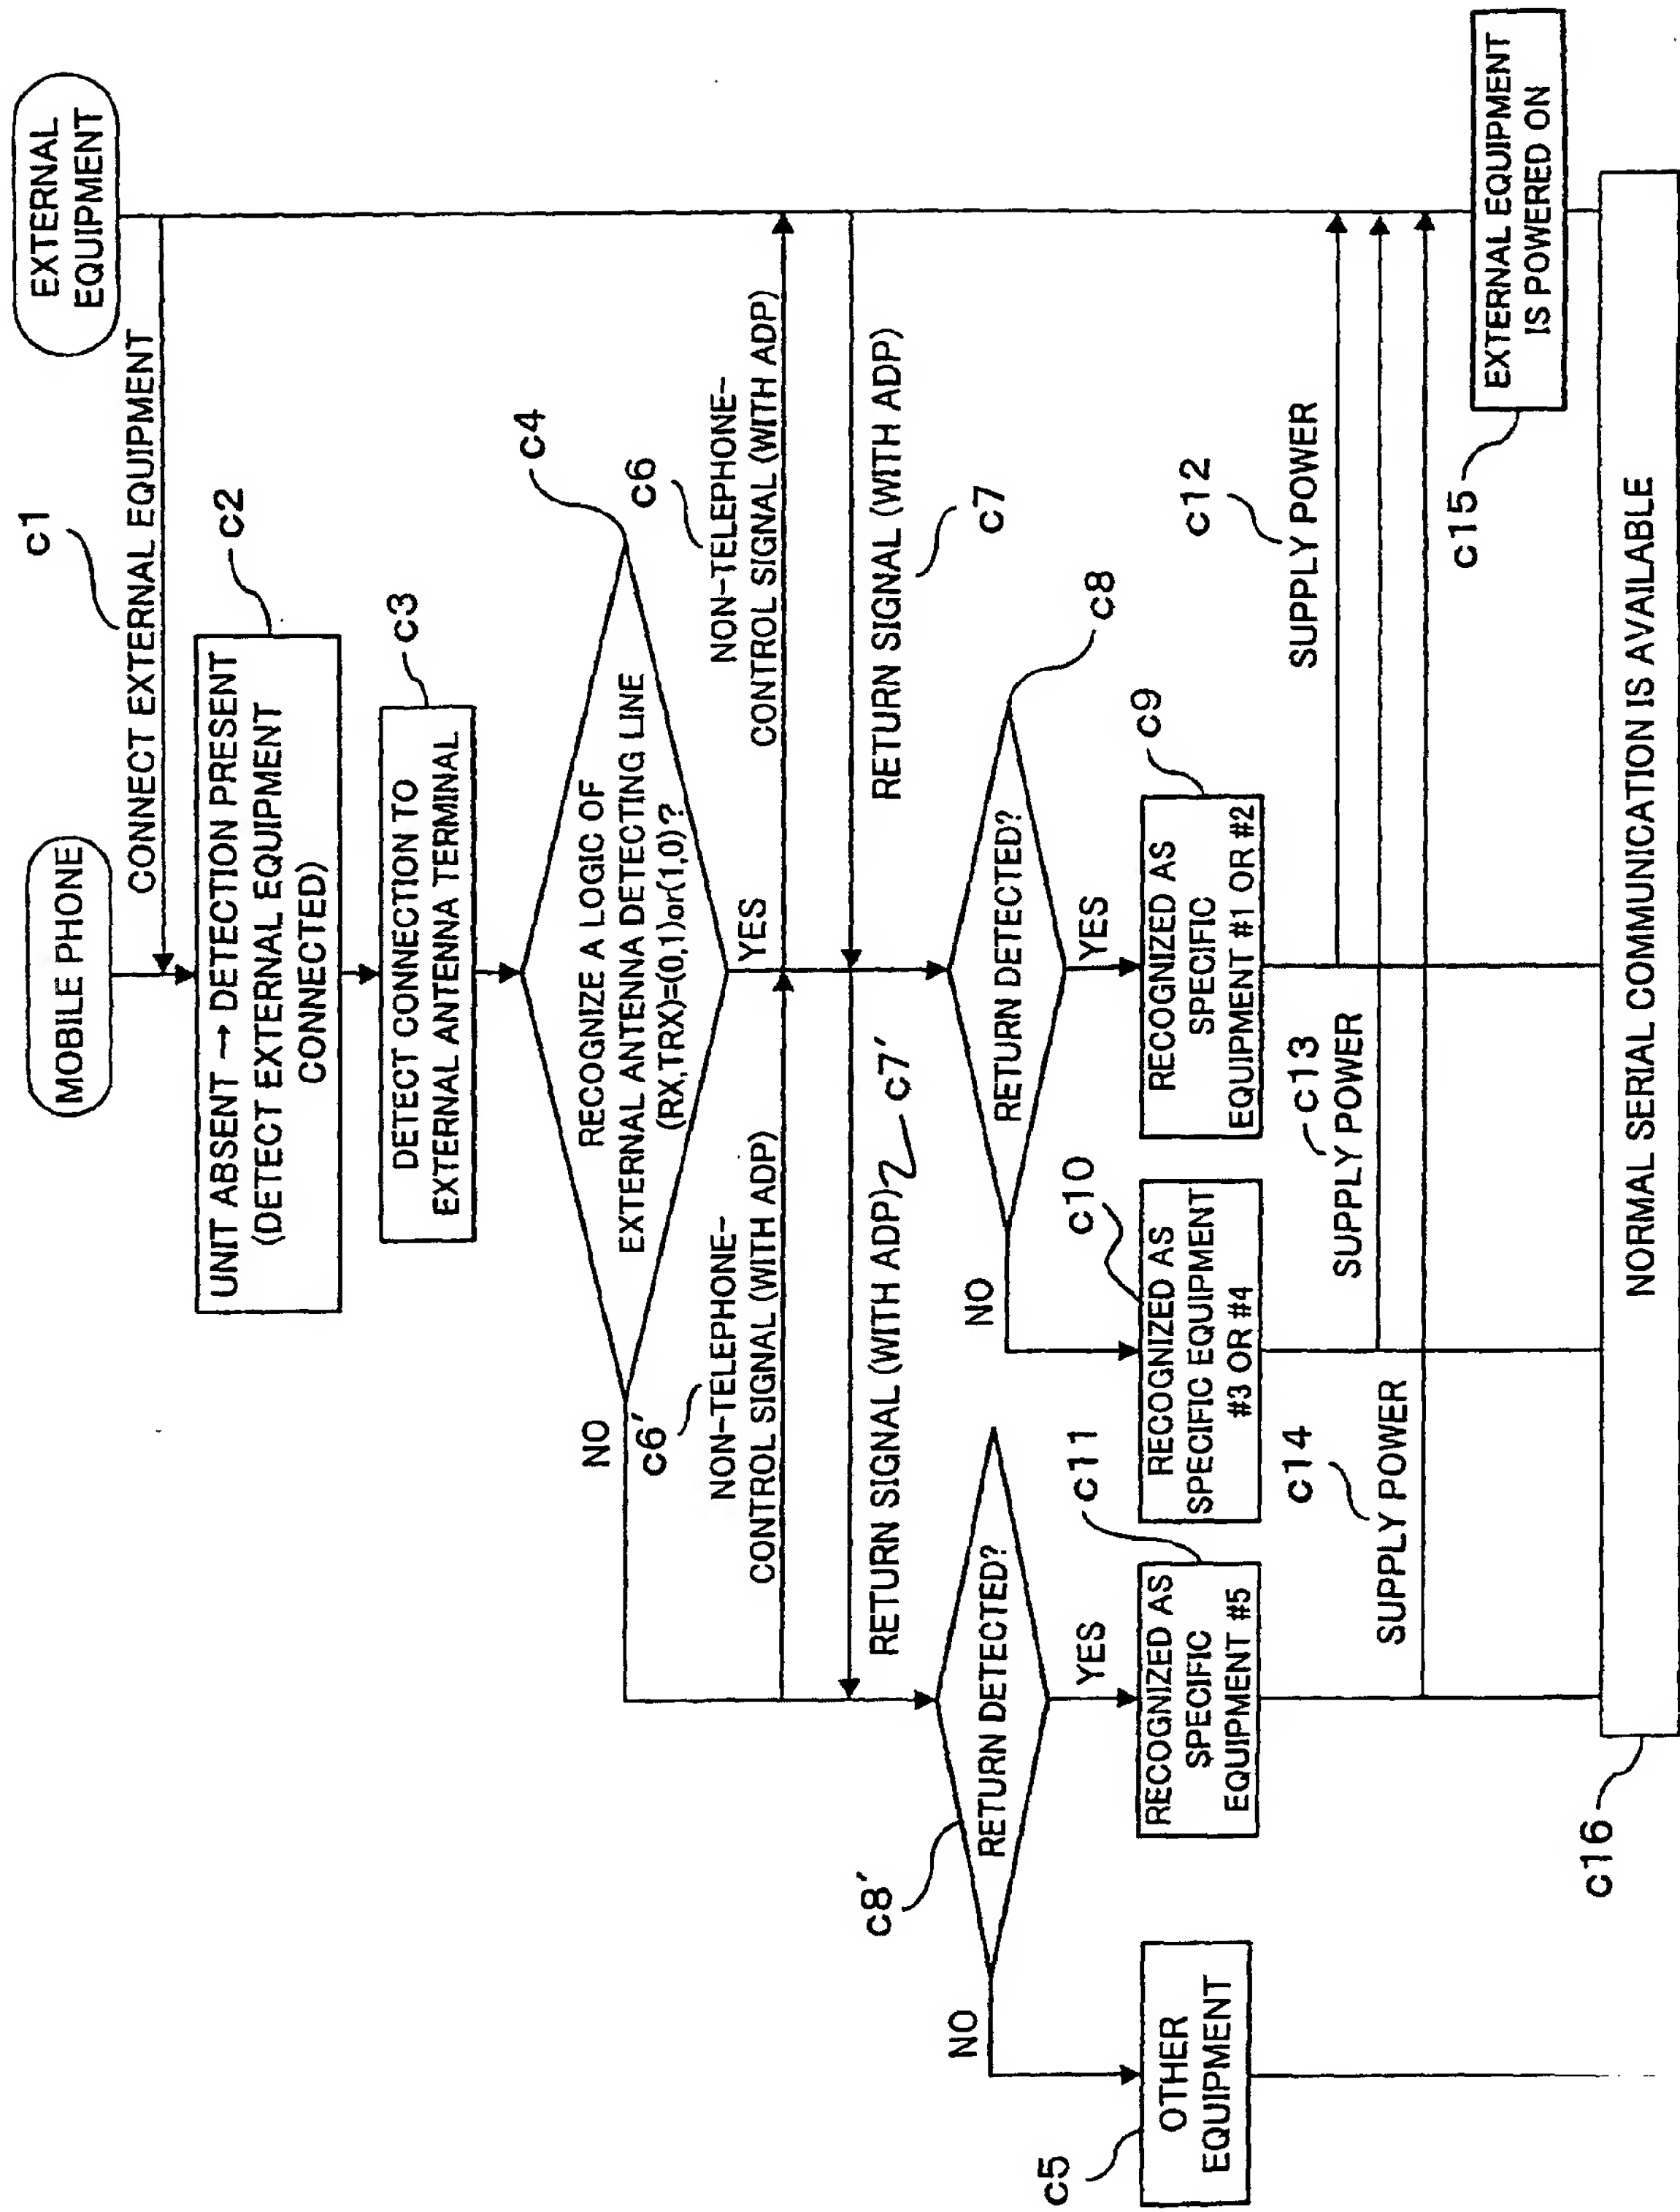 MOBILE PHONE
EXTERNAL
EQUIPMENT
c1
CONNECT EXTERNAL EQUIPMENT
UNIT ABSENT → DETECTION PRESENT
(DETECT EXTERNAL EQUIPMENT
CONNECTED)
c2
DETECT CONNECTION TO
EXTERNAL ANTENNA TERMINAL
c3
RECOGNIZE A LOGIC OF
EXTERNAL ANTENNA DETECTING LINE
(RX,TRX)=(0,1)or(1,0)?
c4
NO
YES
c6′
NON-TELEPHONE-
CONTROL SIGNAL (WITH ADP)
c6
NON-TELEPHONE-
CONTROL SIGNAL (WITH ADP)
RETURN SIGNAL (WITH ADP)
c7′
RETURN SIGNAL (WITH ADP)
c7
c8′
RETURN DETECTED?
NO
YES
RETURN DETECTED?
c8
NO
YES
c5
OTHER
EQUIPMENT
c11
RECOGNIZED AS
SPECIFIC
EQUIPMENT #5
c10
RECOGNIZED AS
SPECIFIC EQUIPMENT
#3 OR #4
c9
RECOGNIZED AS
SPECIFIC
EQUIPMENT #1 OR #2
c12
SUPPLY POWER
c13
SUPPLY POWER
c14
SUPPLY POWER
c15
EXTERNAL EQUIPMENT
IS POWERED ON
c16
NORMAL SERIAL COMMUNICATION IS AVAILABLE